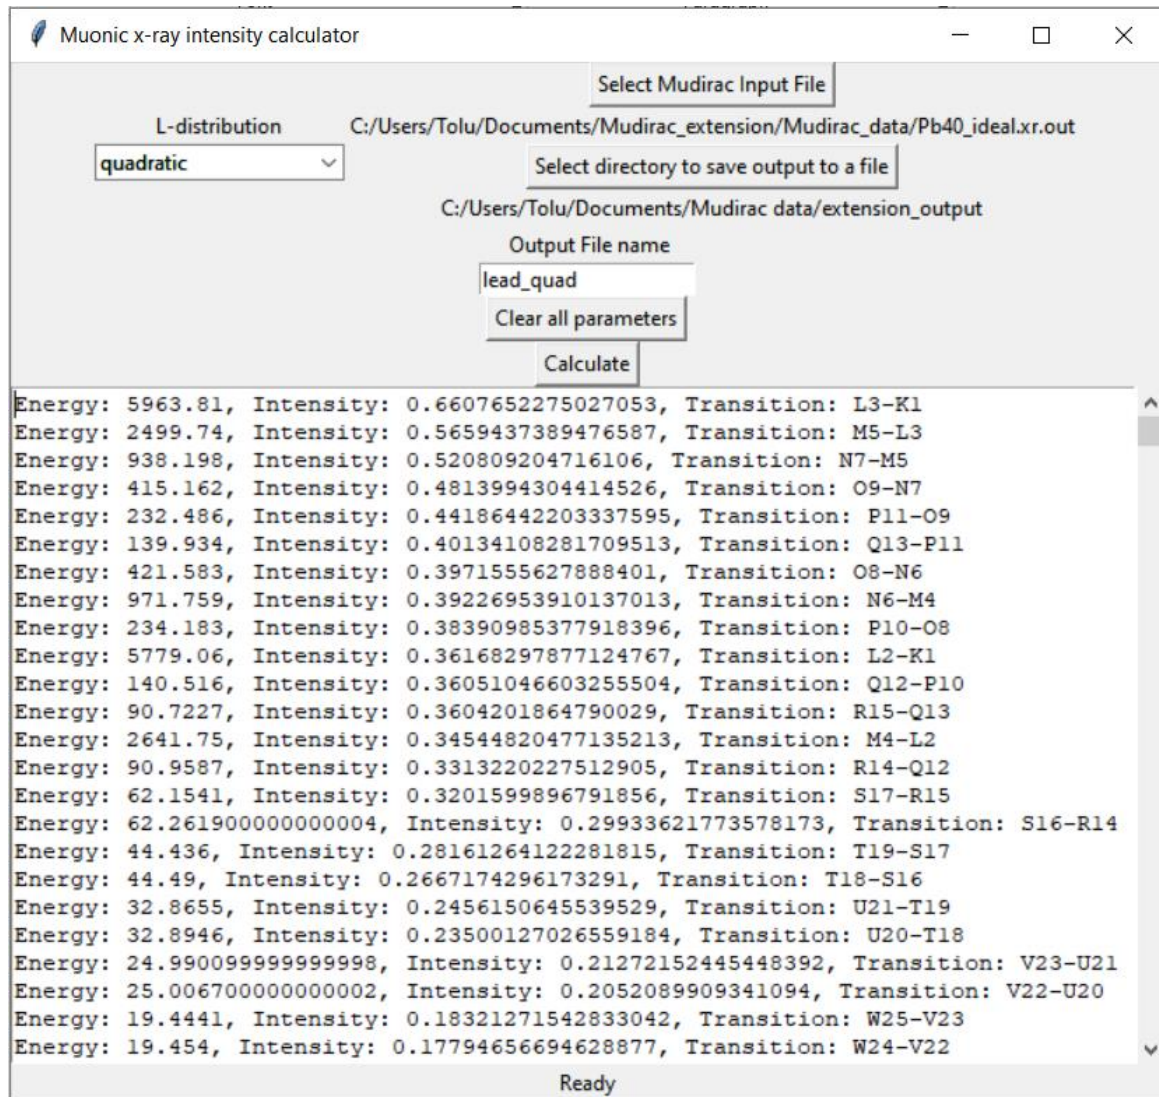 Muonic x-ray intensity calculator
Select Mudirac Input File
L-distribution
C:/Users/Tolu/Documents/Mudirac_extension/Mudirac_data/Pb40_ideal.xr.out
quadratic
Select directory to save output to a file
C:/Users/Tolu/Documents/Mudirac data/extension_output
Output File name
lead_quad
Clear all parameters
Calculate
Energy: 5963.81, Intensity: 0.6607652275027053, Transition: L3-K1
Energy: 2499.74, Intensity: 0.5659437389476587, Transition: M5-L3
Energy: 938.198, Intensity: 0.520809204716106, Transition: N7-M5
Energy: 415.162, Intensity: 0.4813994304414526, Transition: O9-N7
Energy: 232.486, Intensity: 0.44186442203337595, Transition: P11-O9
Energy: 139.934, Intensity: 0.40134108281709513, Transition: Q13-P11
Energy: 421.583, Intensity: 0.3971555627888401, Transition: O8-N6
Energy: 971.759, Intensity: 0.39226953910137013, Transition: N6-M4
Energy: 234.183, Intensity: 0.38390985377918396, Transition: P10-O8
Energy: 5779.06, Intensity: 0.36168297877124767, Transition: L2-K1
Energy: 140.516, Intensity: 0.36051046603255504, Transition: Q12-P10
Energy: 90.7227, Intensity: 0.3604201864790029, Transition: R15-Q13
Energy: 2641.75, Intensity: 0.34544820477135213, Transition: M4-L2
Energy: 90.9587, Intensity: 0.3313220227512905, Transition: R14-Q12
Energy: 62.1541, Intensity: 0.3201599896791856, Transition: S17-R15
Energy: 62.261900000000004, Intensity: 0.29933621773578173, Transition: S16-R14
Energy: 44.436, Intensity: 0.28161264122281815, Transition: T19-S17
Energy: 44.49, Intensity: 0.2667174296173291, Transition: T18-S16
Energy: 32.8655, Intensity: 0.2456150645539529, Transition: U21-T19
Energy: 32.8946, Intensity: 0.23500127026559184, Transition: U20-T18
Energy: 24.990099999999998, Intensity: 0.21272152445448392, Transition: V23-U21
Energy: 25.006700000000002, Intensity: 0.2052089909341094, Transition: V22-U20
Energy: 19.4441, Intensity: 0.18321271542833042, Transition: W25-V23
Energy: 19.454, Intensity: 0.17794656694628877, Transition: W24-V22
Ready